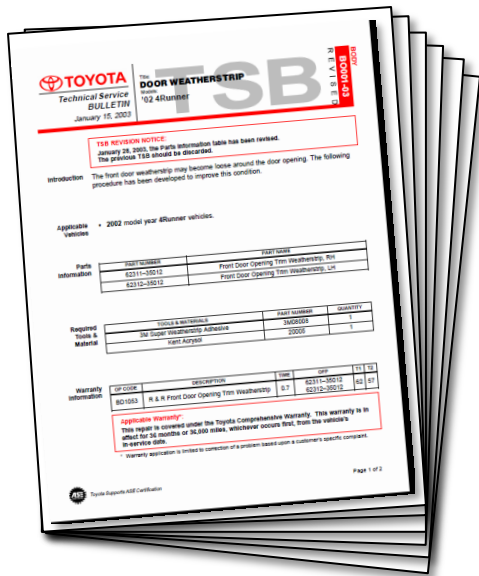 TOYOTA
Technical Service
BULLETIN
January 15, 2003
Title:
DOOR WEATHERSTRIP
Models:
'02 4Runner
TSB
REVISED
BODY
BO001-03
TSB REVISION NOTICE:
January 28, 2003, the Parts Information table has been revised.
The previous TSB should be discarded.
Introduction
The front door weatherstrip may become loose around the door opening. The following
procedure has been developed to improve this condition.
Applicable
Vehicles
• 2002 model year 4Runner vehicles.
Parts
Information
PART NUMBER PART NAME
62311–35012 Front Door Opening Trim Weatherstrip, RH
62312–35012 Front Door Opening Trim Weatherstrip, LH
Required
Tools &
Material
TOOLS & MATERIALS PART NUMBER QUANTITY
3M Super Weatherstrip Adhesive 3MD8008 1
Kent Acrysol 20005 1
Warranty
Information
OP CODE DESCRIPTION TIME OFP T1 T2
BD1053 R & R Front Door Opening Trim Weatherstrip 0.7 62311–35012 62 57
62312–35012
Applicable Warranty*:
This repair is covered under the Toyota Comprehensive Warranty. This warranty is in
effect for 36 months or 36,000 miles, whichever occurs first, from the vehicle's
in-service date.
* Warranty application is limited to correction of a problem based upon a customer's specific complaint.
Page 1 of 2
ASE
Toyota Supports ASE Certification